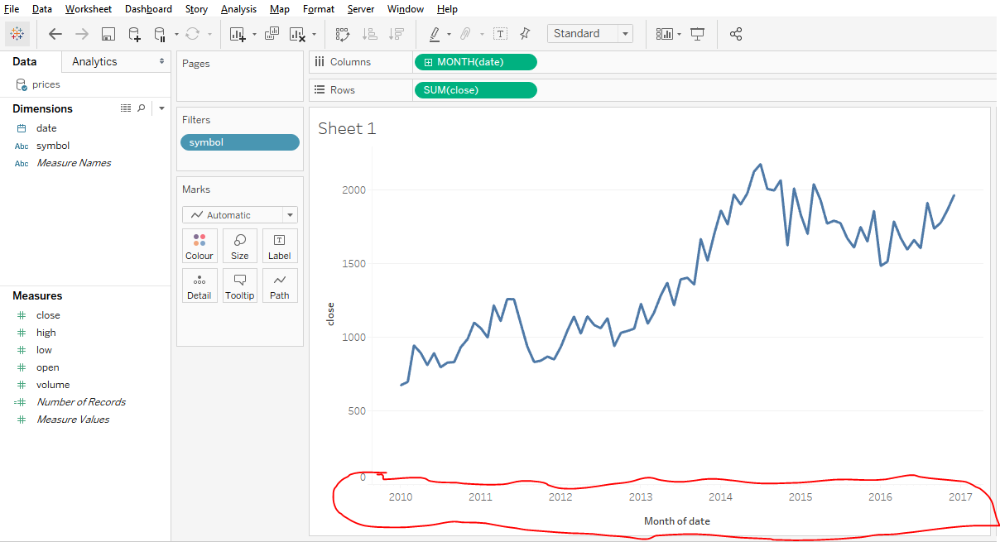 File Data Worksheet Dashboard Story Analysis Map Format Server Window Help
Standard
Data Analytics
prices
Dimensions
date
Abc symbol
Abc Measure Names
Measures
close
high
low
open
volume
Number of Records
Measure Values
Pages
Filters
symbol
Marks
Automatic
Colour Size Label
Detail Tooltip Path
Columns MONTH(date)
Rows SUM(close)
Sheet 1
close
2000
1500
1000
500
0
2010 2011 2012 2013 2014 2015 2016 2017
Month of date